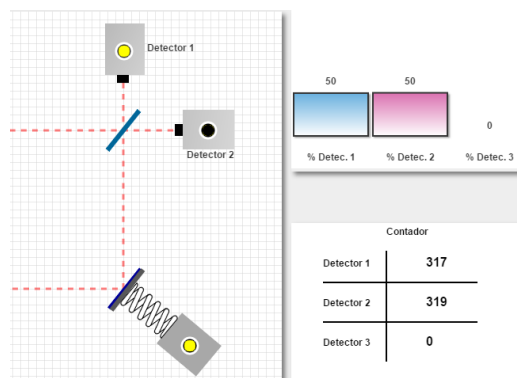 Detector 1
Detector 2
50 50 0
% Detec. 1 % Detec. 2 % Detec. 3
Contador
Detector 1 317
Detector 2 319
Detector 3 0